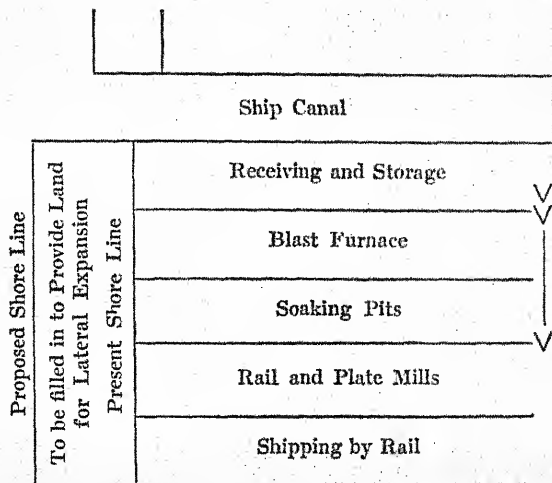 Ship Canal
Receiving and Storage
Blast Furnace
Soaking Pits
Rail and Plate Mills
Shipping by Rail
Proposed Shore Line
To be filled in to Provide Land
for Lateral Expansion
Present Shore Line